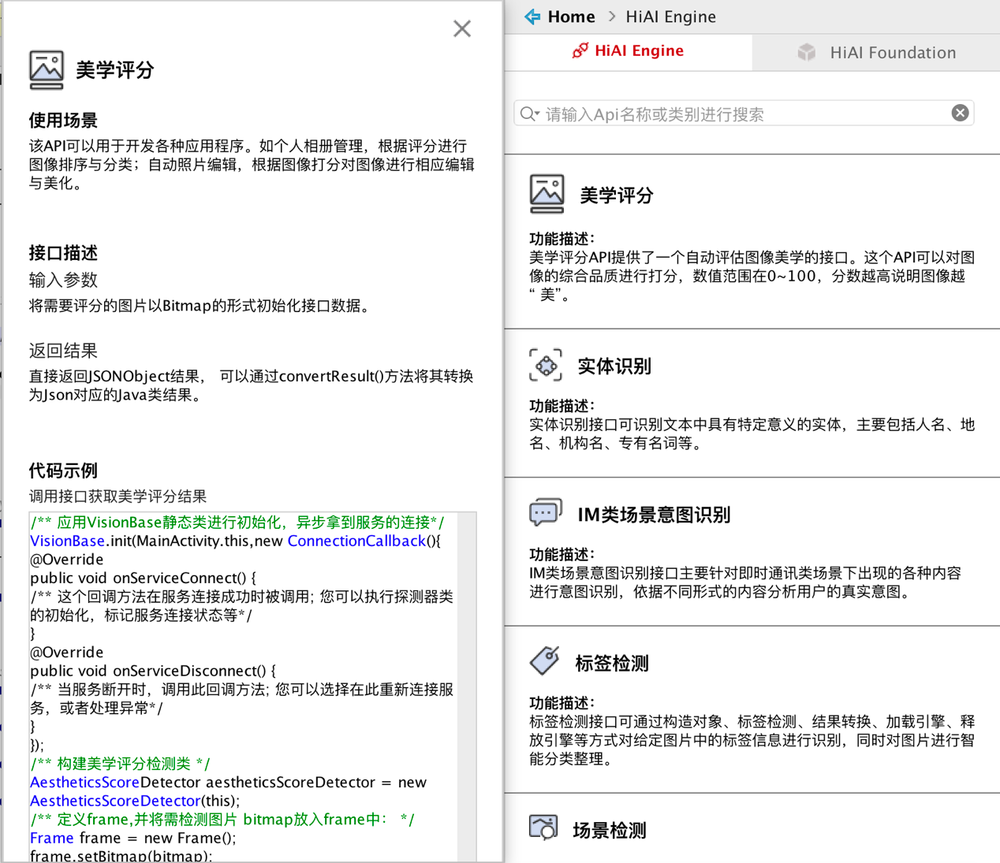 美学评分
使用场景
该API可以用于开发各种应用程序。如个人相册管理，根据评分进行
图像排序与分类；自动照片编辑，根据图像打分对图像进行相应编辑
与美化。
接口描述
输入参数
将需要评分的图片以Bitmap的形式初始化接口数据。
返回结果
直接返回JSONObject结果， 可以通过convertResult()方法将其转换
为Json对应的Java类结果。
代码示例
调用接口获取美学评分结果
/** 应用VisionBase静态类进行初始化，异步拿到服务的连接*/
VisionBase.init(MainActivity.this,new ConnectionCallback(){
@Override
public void onServiceConnect() {
/** 这个回调方法在服务连接成功时被调用; 您可以执行探测器类
的初始化，标记服务连接状态等*/
}
@Override
public void onServiceDisconnect() {
/** 当服务断开时，调用此回调方法; 您可以选择在此重新连接服
务，或者处理异常*/
}
});
/** 构建美学评分检测类 */
AestheticsScoreDetector aestheticsScoreDetector = new
AestheticsScoreDetector(this);
/** 定义frame,并将需检测图片 bitmap放入frame中： */
Frame frame = new Frame();
frame.setBitmap(bitmap);
Home > HiAI Engine
HiAI Engine
HiAI Foundation
请输入Api名称或类别进行搜索
美学评分
功能描述：
美学评分API提供了一个自动评估图像美学的接口。这个API可以对图
像的综合品质进行打分，数值范围在0~100，分数越高说明图像越
“ 美”。
实体识别
功能描述：
实体识别接口可识别文本中具有特定意义的实体，主要包括人名、地
名、机构名、专有名词等。
IM类场景意图识别
功能描述：
IM类场景意图识别接口主要针对即时通讯类场景下出现的各种内容
进行意图识别，依据不同形式的内容分析用户的真实意图。
标签检测
功能描述：
标签检测接口可通过构造对象、标签检测、结果转换、加载引擎、释
放引擎等方式对给定图片中的标签信息进行识别，同时对图片进行智
能分类整理。
场景检测